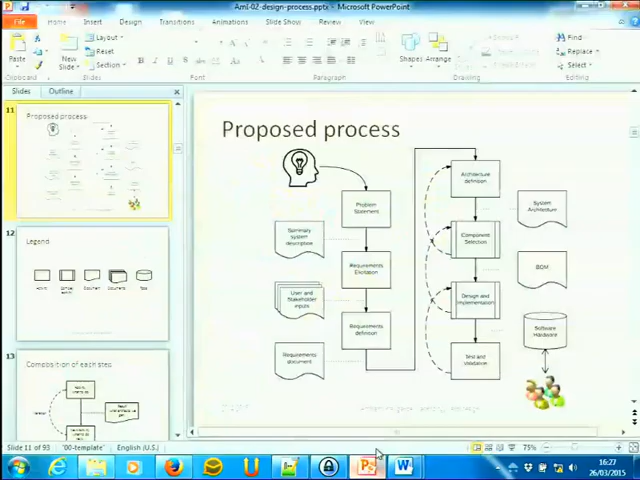 AmI-02-design-process.pptx - Microsoft PowerPoint
File
Home
Insert
Design
Transitions
Animations
Slide Show
Review
View
Paste
New
Slide
Layout
Reset
Section
Shapes
Arrange
Find
Replace
Select
Clipboard
Slides
Font
Paragraph
Drawing
Editing
Slides
Outline
11
Proposed process
12
Legend
13
Composition of each step
Proposed process
Problem
Statement
Summary
system
description
Requirements
Elicitation
User and
Stakeholder
inputs
Requirements
definition
Requirements
document
Architecture
definition
System
Architecture
Component
Selection
BOM
Design and
Implementation
Software
Hardware
Test and
Validation
Slide 11 of 93
"00-template"
English (U.S.)
75%
16:27
26/03/2015